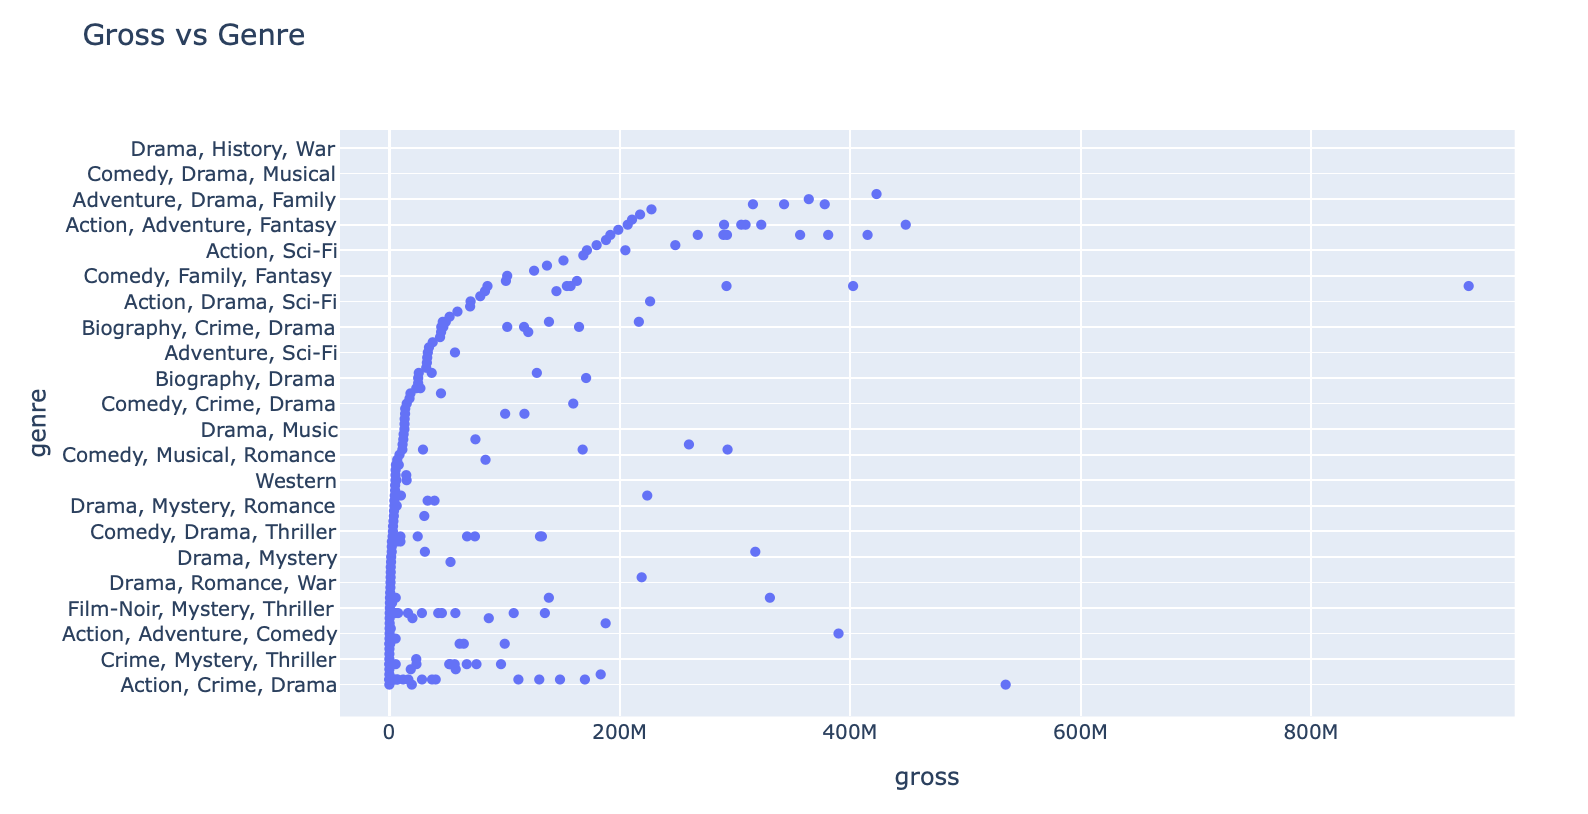 Gross vs Genre
Drama, History, War
Comedy, Drama, Musical
Adventure, Drama, Family
Action, Adventure, Fantasy
Action, Sci-Fi
Comedy, Family, Fantasy
Action, Drama, Sci-Fi
Biography, Crime, Drama
Adventure, Sci-Fi
Biography, Drama
Comedy, Crime, Drama
Drama, Music
Comedy, Musical, Romance
Western
Drama, Mystery, Romance
Comedy, Drama, Thriller
Drama, Mystery
Drama, Romance, War
Film-Noir, Mystery, Thriller
Action, Adventure, Comedy
Crime, Mystery, Thriller
Action, Crime, Drama
genre
0 200M 400M 600M 800M
gross